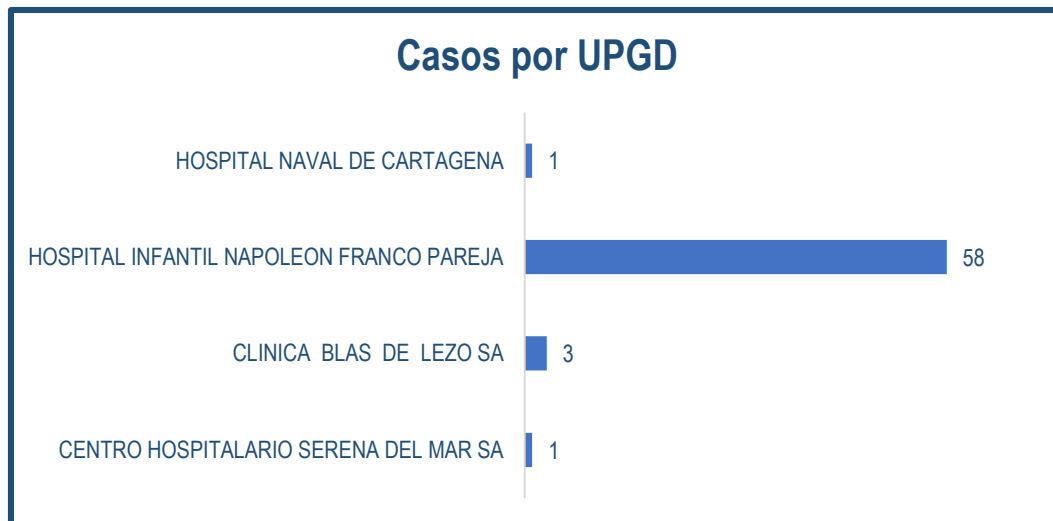 Casos por UPGD
HOSPITAL NAVAL DE CARTAGENA 1
HOSPITAL INFANTIL NAPOLEON FRANCO PAREJA 58
CLINICA BLAS DE LEZO SA 3
CENTRO HOSPITALARIO SERENA DEL MAR SA 1